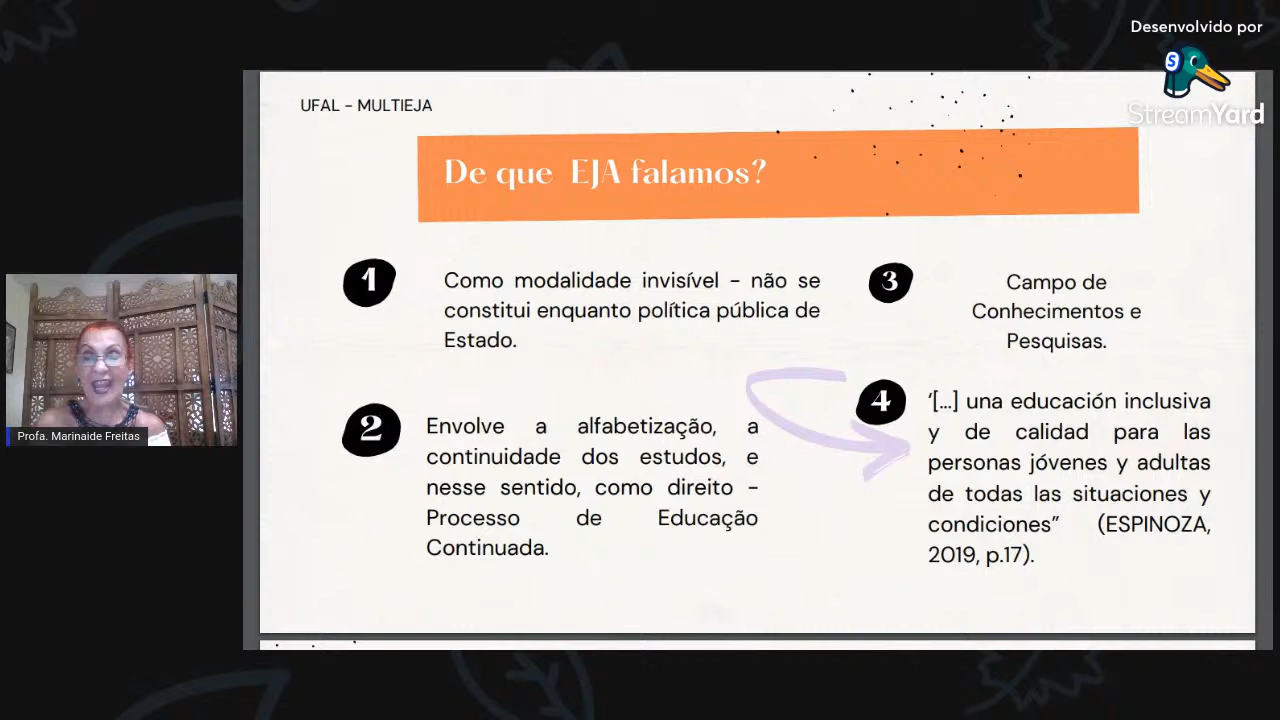 Desenvolvido por
StreamYard
UFAL - MULTIEJA
De que EJA falamos?
1
Como modalidade invisível - não se
constitui enquanto política pública de
Estado.
2
Envolve a alfabetização, a
continuidade dos estudos, e
nesse sentido, como direito -
Processo de Educação
Continuada.
3
Campo de
Conhecimentos e
Pesquisas.
4
‘[...] una educación inclusiva
y de calidad para las
personas jóvenes y adultas
de todas las situaciones y
condiciones” (ESPINOZA,
2019, p.17).
Profa. Marinaide Freitas